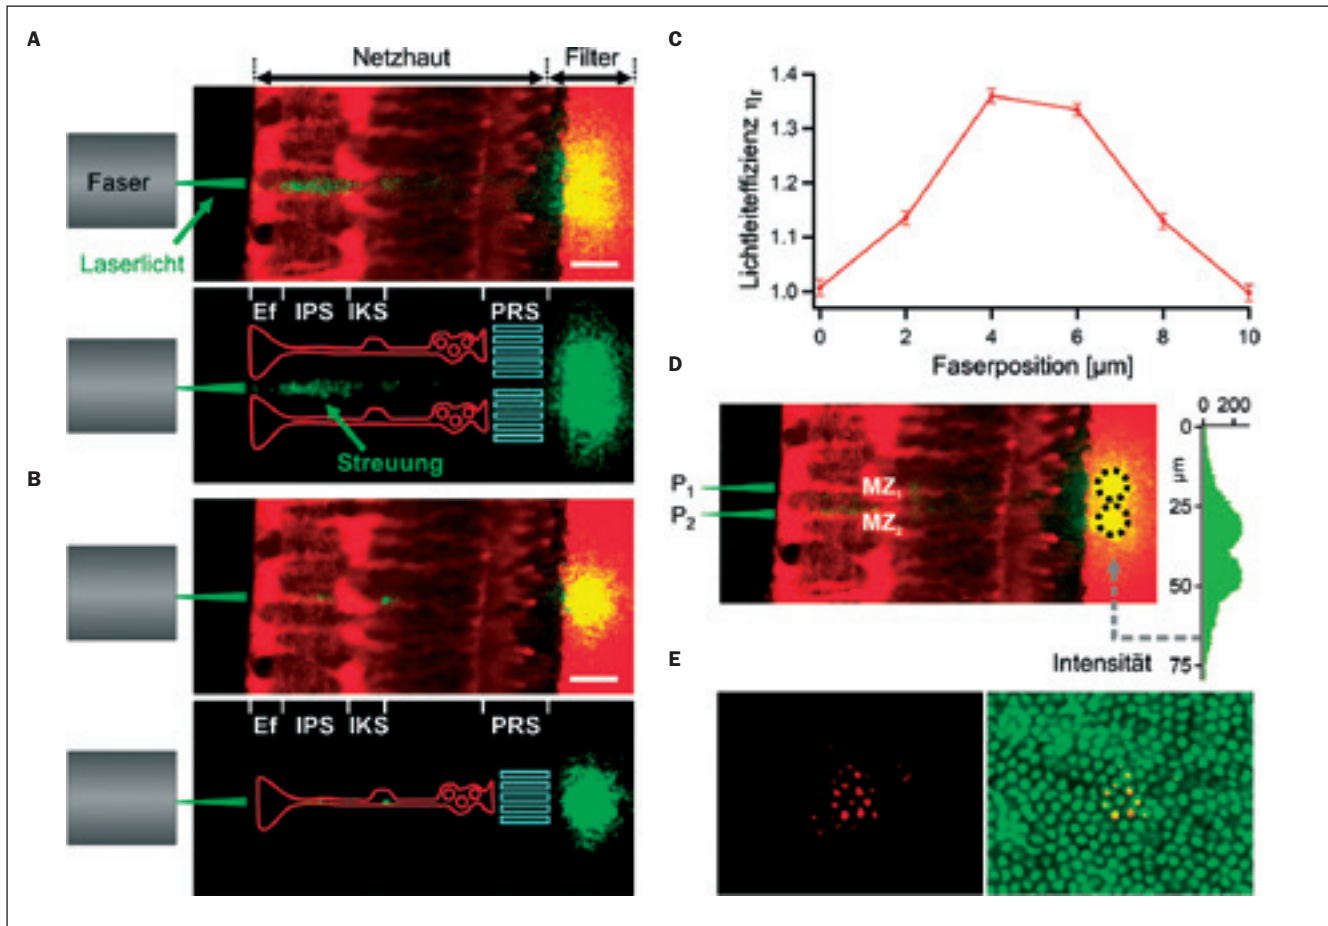 A
Netzhaut
Filter
Faser
Laserlicht
Ef IPS IKS PRS
Streuung
B
Ef IPS IKS PRS
C
Lichtleiteffizienz ηr
1.4
1.3
1.2
1.1
1.0
0 2 4 6 8 10
Faserposition [µm]
D
P1
P2
MZ1
MZ2
0 200
0
µm
25
50
75
Intensität
E